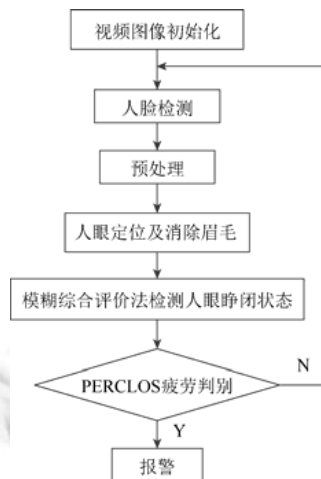 视频图像初始化
人脸检测
预处理
人眼定位及消除眉毛
模糊综合评价法检测人眼睁闭状态
PERCLOS疲劳判别
N
Y
报警